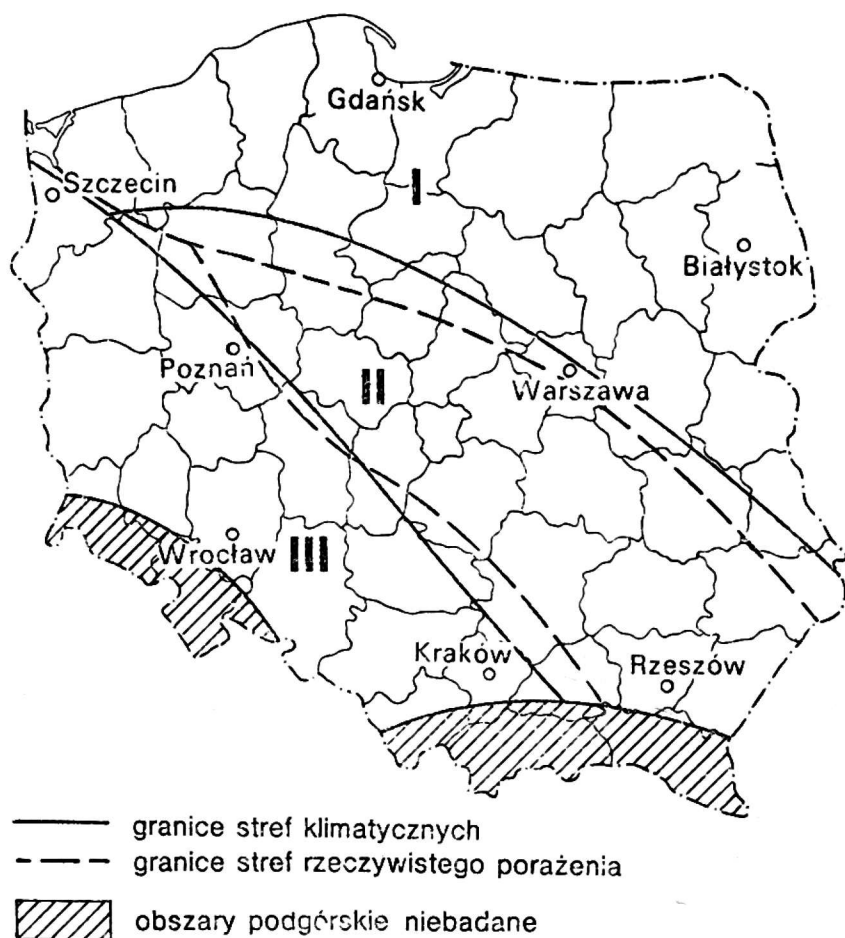 Gdańsk
I
Szczecin
Białystok
Poznań
II
Warszawa
Wrocław
III
Kraków
Rzeszów
granice stref klimatycznych
granice stref rzeczywistego porażenia
obszary podgórskie niebadane